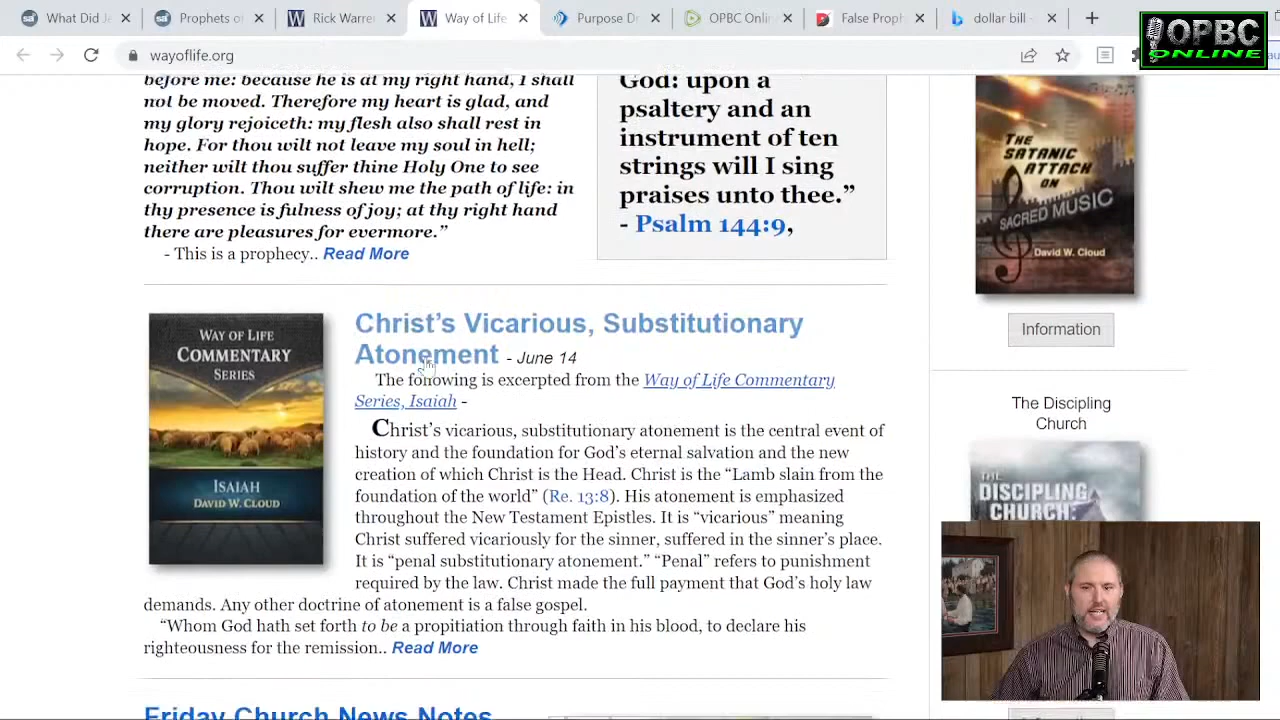 What Did J
Prophets of
Rick Warre
Way of Life
Purpose Dr
OPBC Onli
False Proph
dollar bill -
OPBC
ONLINE
wayoflife.org
before me: because he is at my right hand, I shall
not be moved. Therefore my heart is glad, and
my glory rejoiceth: my flesh also shall rest in
hope. For thou wilt not leave my soul in hell;
neither wilt thou suffer thine Holy One to see
corruption. Thou wilt shew me the path of life: in
thy presence is fulness of joy; at thy right hand
there are pleasures for evermore.”
- This is a prophecy.. Read More
God: upon a
psaltery and an
instrument of ten
strings will I sing
praises unto thee.”
- Psalm 144:9,
THE
SATANIC
ATTACK
ON
SACRED MUSIC
David W. Cloud
Information
WAY OF LIFE
COMMENTARY
SERIES
ISAIAH
DAVID W. CLOUD
Christ’s Vicarious, Substitutionary
Atonement - June 14
The following is excerpted from the Way of Life Commentary
Series, Isaiah -
Christ’s vicarious, substitutionary atonement is the central event of
history and the foundation for God’s eternal salvation and the new
creation of which Christ is the Head. Christ is the “Lamb slain from the
foundation of the world” (Re. 13:8). His atonement is emphasized
throughout the New Testament Epistles. It is “vicarious” meaning
Christ suffered vicariously for the sinner, suffered in the sinner’s place.
It is “penal substitutionary atonement.” “Penal” refers to punishment
required by the law. Christ made the full payment that God’s holy law
demands. Any other doctrine of atonement is a false gospel.
“Whom God hath set forth to be a propitiation through faith in his blood, to declare his
righteousness for the remission.. Read More
The Discipling
Church
THE
DISCIPLING
CHURCH:
Friday Church News Notes